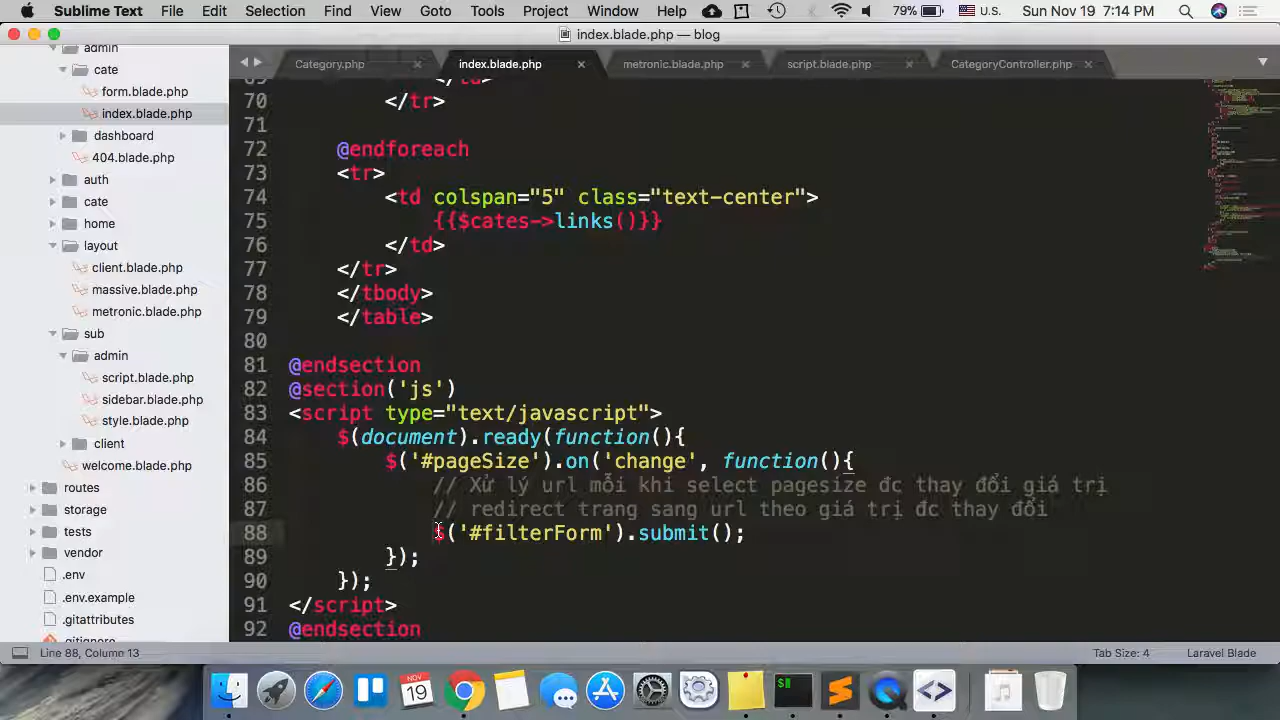 Sublime Text File Edit Selection Find View Goto Tools Project Window Help 79% U.S. Sun Nov 19 7:14 PM
index.blade.php — blog
admin
cate
form.blade.php
index.blade.php
dashboard
404.blade.php
auth
cate
home
layout
client.blade.php
massive.blade.php
metronic.blade.php
sub
admin
script.blade.php
sidebar.blade.php
style.blade.php
client
welcome.blade.php
routes
storage
tests
vendor
.env
.env.example
.gitattributes
.gitignore
Category.php index.blade.php metronic.blade.php script.blade.php CategoryController.php
69 </td>
70 </tr>
71
72 @endforeach
73 <tr>
74 <td colspan="5" class="text-center">
75 {{$cates->links()}}
76 </td>
77 </tr>
78 </tbody>
79 </table>
80
81 @endsection
82 @section('js')
83 <script type="text/javascript">
84 $(document).ready(function(){
85 $('#pageSize').on('change', function(){
86 // Xử lý url mỗi khi select pagesize đc thay đổi giá trị
87 // redirect trang sang url theo giá trị đc thay đổi
88 $('#filterForm').submit();
89 });
90 });
91 </script>
92 @endsection
Line 88, Column 13 Tab Size: 4 Laravel Blade
NOV
19